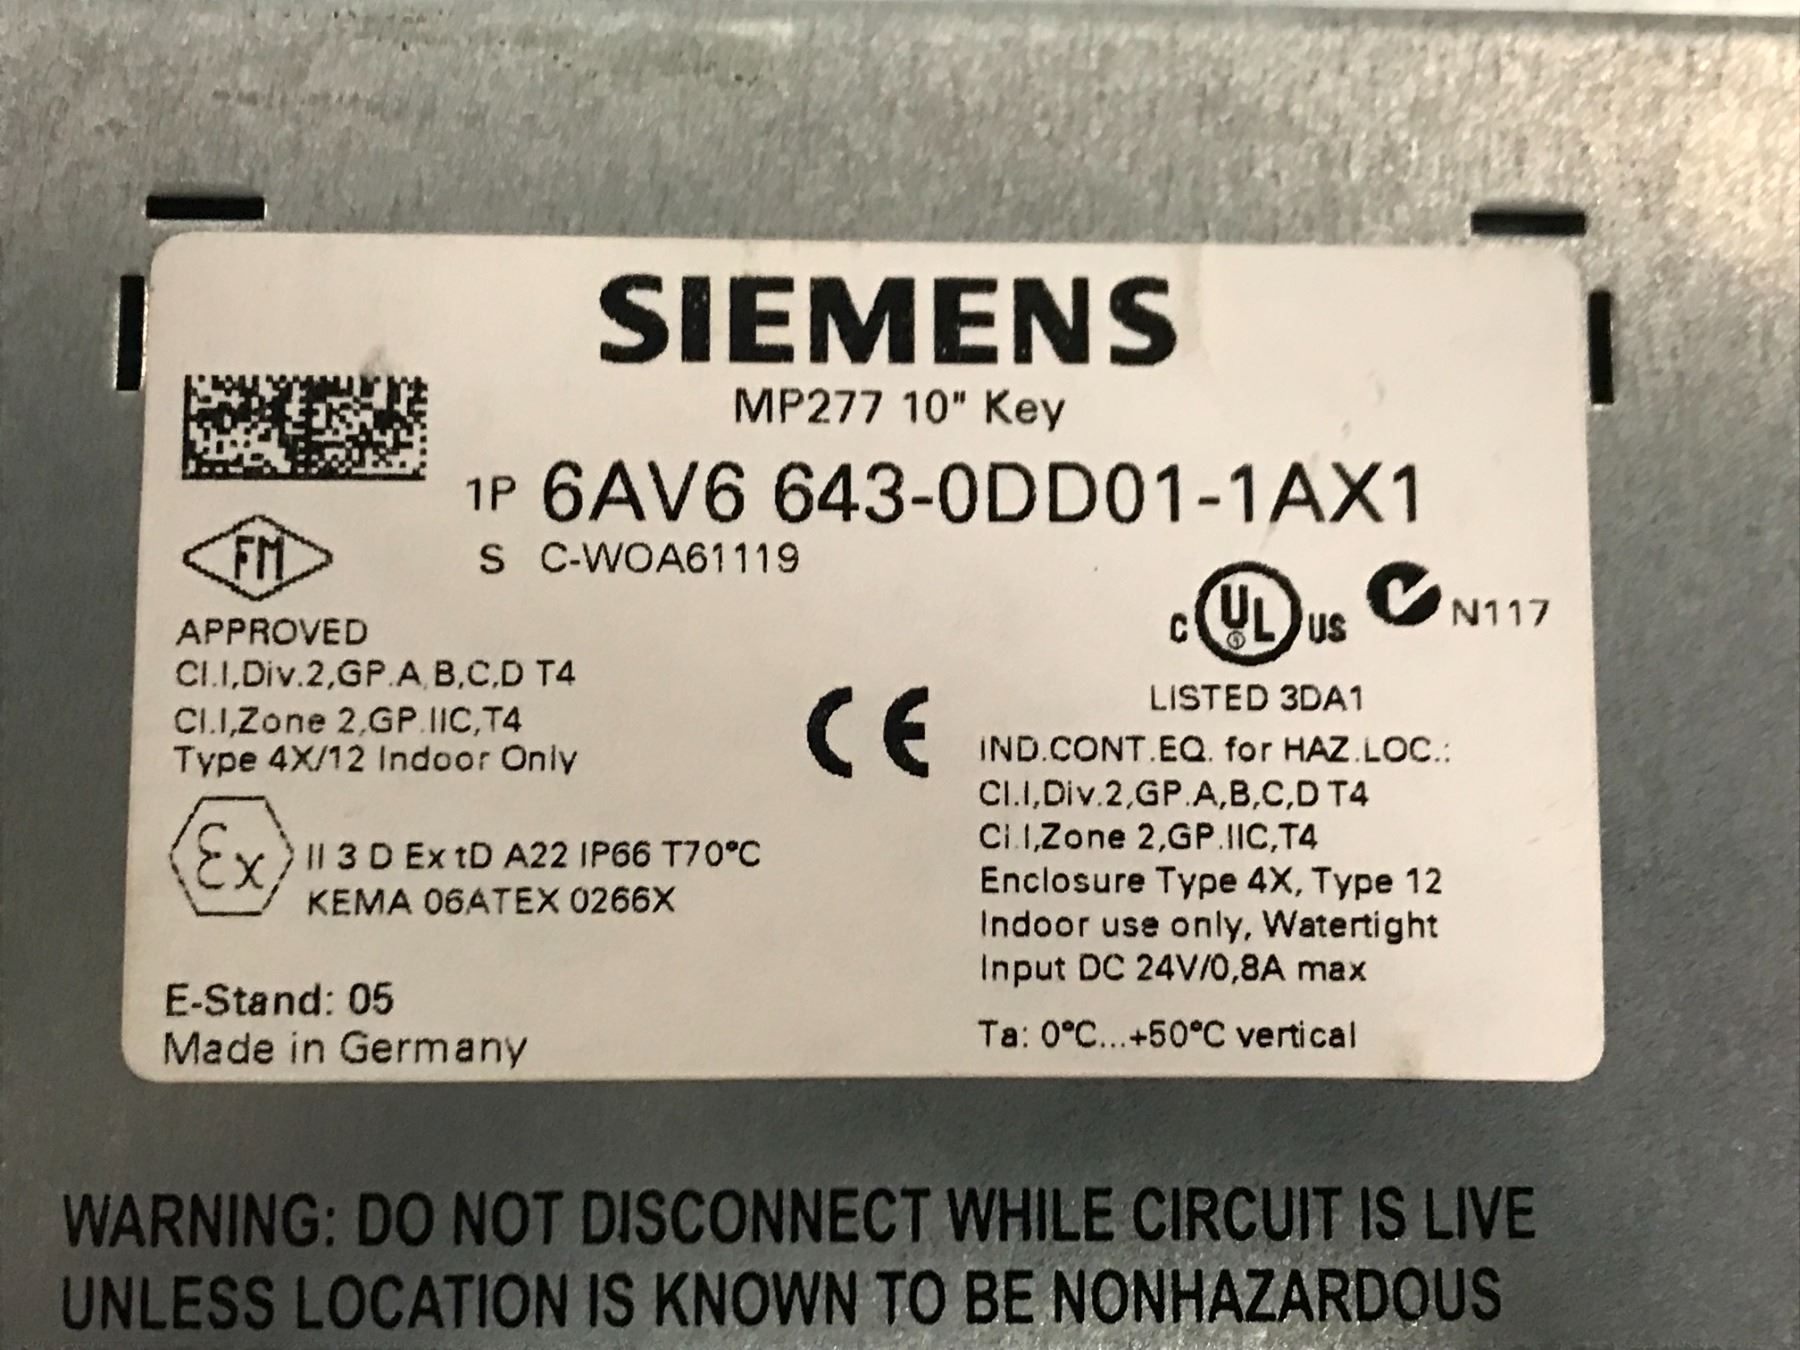 SIEMENS
MP277 10" Key
1P 6AV6 643-0DD01-1AX1
S C-WOA61119
FM
APPROVED
Cl.I,Div.2,GP.A,B,C,D T4
Cl.I,Zone 2,GP.IIC,T4
Type 4X/12 Indoor Only
Ex II 3 D Ex tD A22 IP66 T70°C
KEMA 06ATEX 0266X
E-Stand: 05
Made in Germany
CE
C UL US N117
LISTED 3DA1
IND.CONT.EQ. for HAZ.LOC.:
Cl.I,Div.2,GP.A,B,C,D T4
Cl.I,Zone 2,GP.IIC,T4
Enclosure Type 4X, Type 12
Indoor use only, Watertight
Input DC 24V/0,8A max
Ta: 0°C...+50°C vertical
WARNING: DO NOT DISCONNECT WHILE CIRCUIT IS LIVE
UNLESS LOCATION IS KNOWN TO BE NONHAZARDOUS